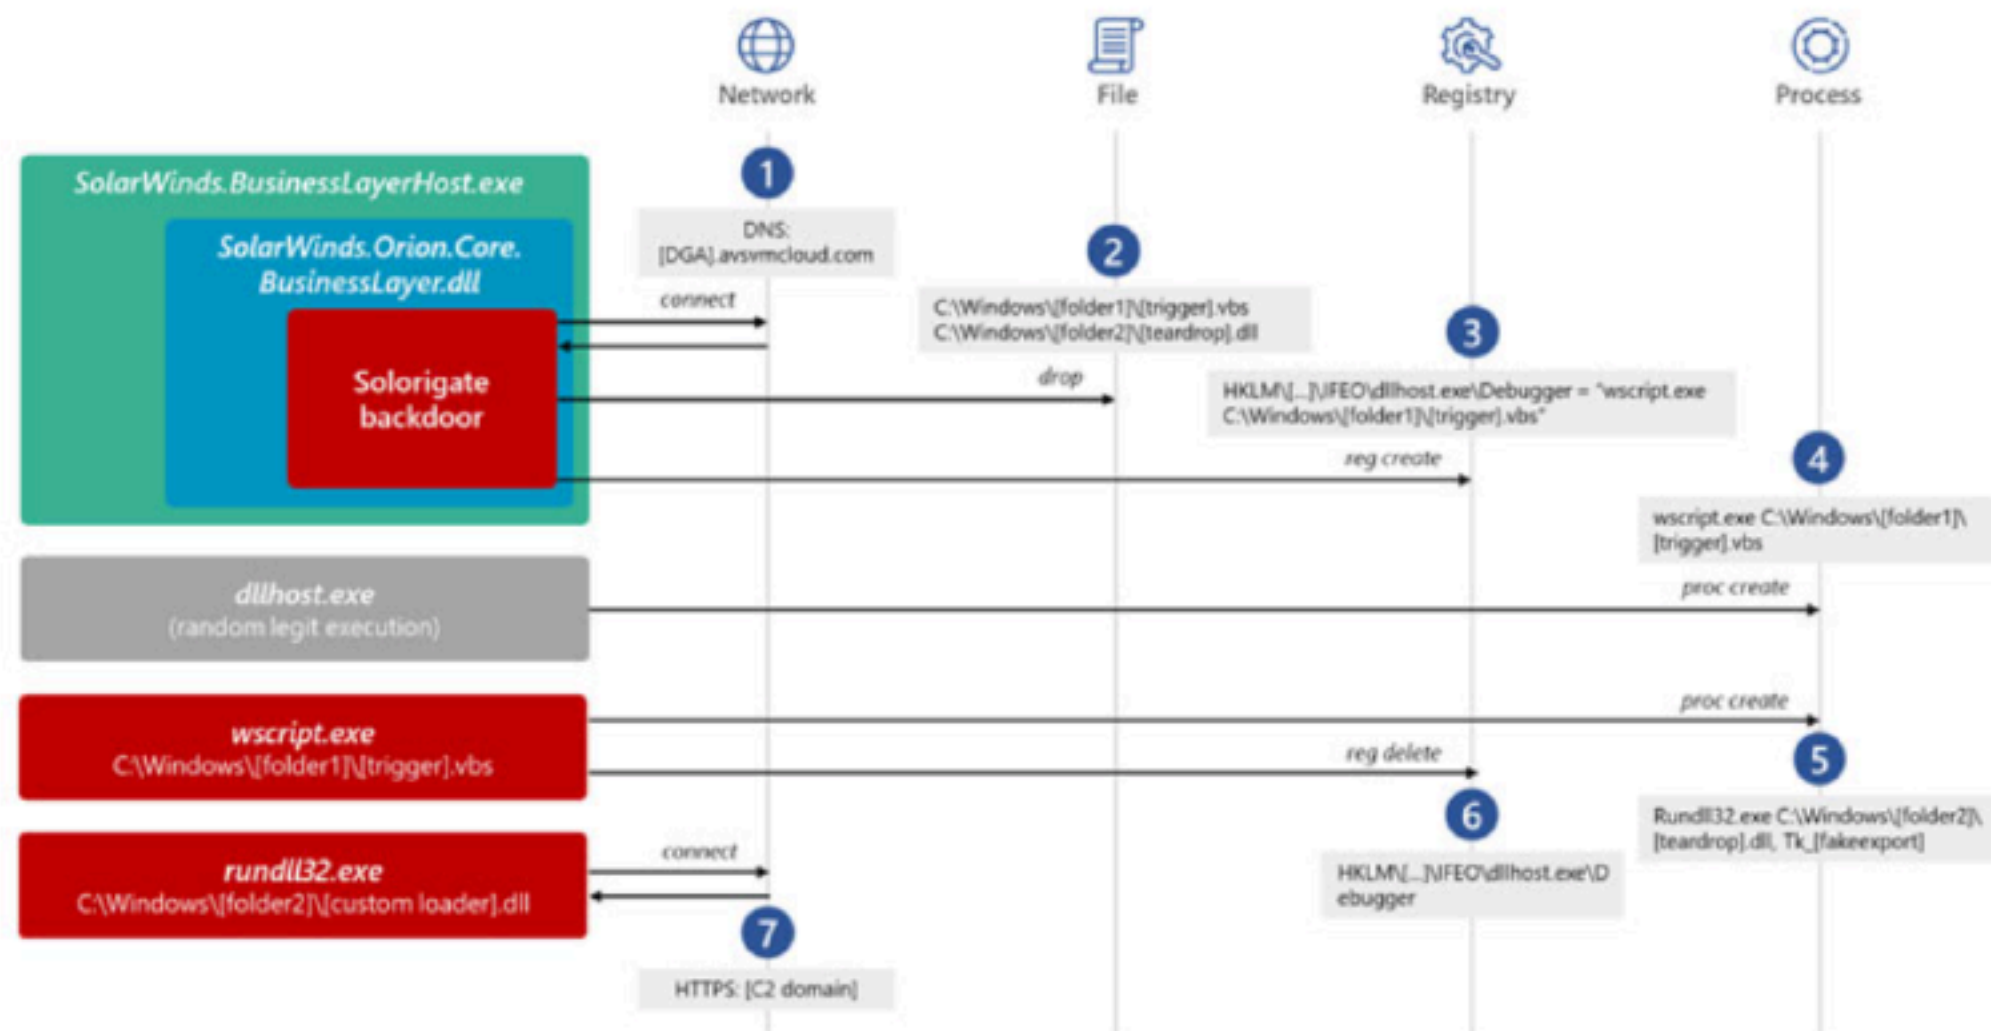 Network
File
Registry
Process
SolarWinds.BusinessLayerHost.exe
SolarWinds.Orion.Core.
BusinessLayer.dll
Solorigate
backdoor
1
DNS:
[DGA].avsvmcloud.com
connect
2
C:\Windows\[folder1]\[trigger].vbs
C:\Windows\[folder2]\[teardrop].dll
drop
3
HKLM\[...]\IFEO\dllhost.exe\Debugger = "wscript.exe
C:\Windows\[folder1]\[trigger].vbs"
reg create
4
wscript.exe C:\Windows\[folder1]\
[trigger].vbs
dllhost.exe
(random legit execution)
proc create
wscript.exe
C:\Windows\[folder1]\[trigger].vbs
proc create
reg delete
5
Rundll32.exe C:\Windows\[folder2]\
[teardrop].dll, Tk_[fakeexport]
6
HKLM\[...]\IFEO\dllhost.exe\D
ebugger
rundll32.exe
C:\Windows\[folder2]\[custom loader].dll
connect
7
HTTPS: [C2 domain]